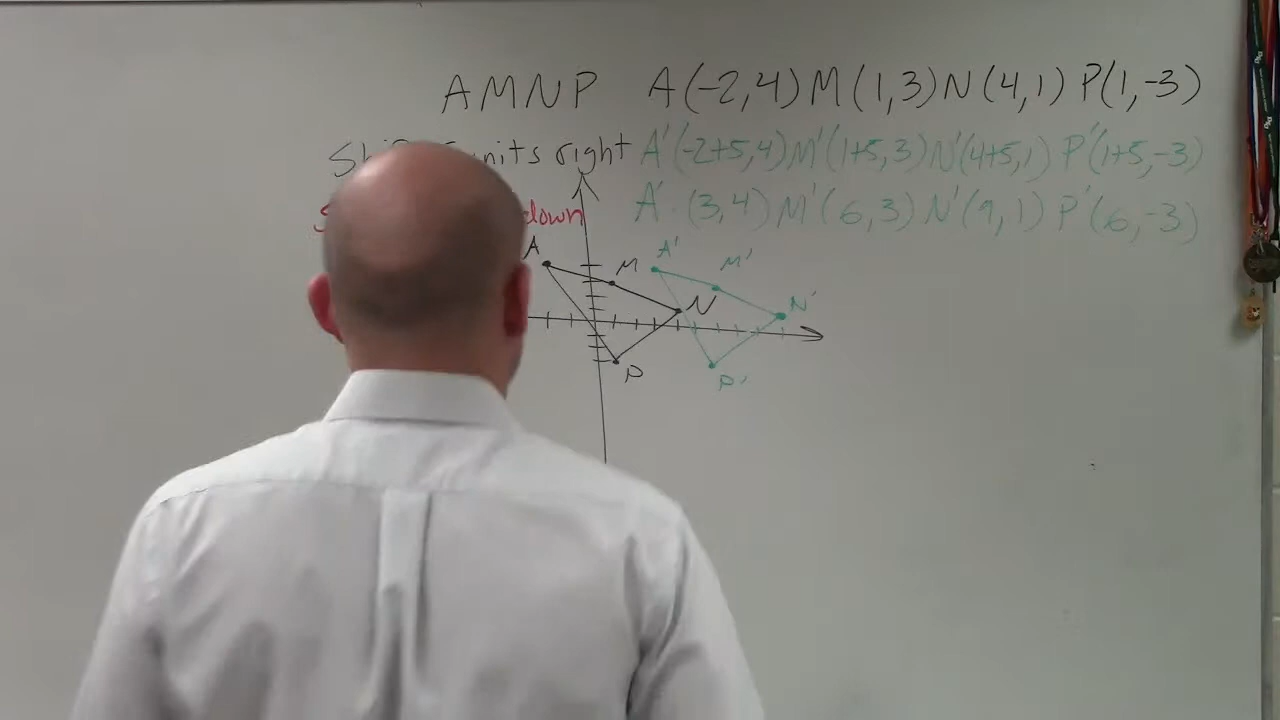 AMNP A(-2,4) M(1,3) N(4,1) P(1,-3)
units right A'(-2+5,4) M'(1+5,3) N'(4+5,1) P'(1+5,-3)
down A'(3,4) M'(6,3) N'(9,1) P'(6,-3)
A M N P
A' M' N' P'